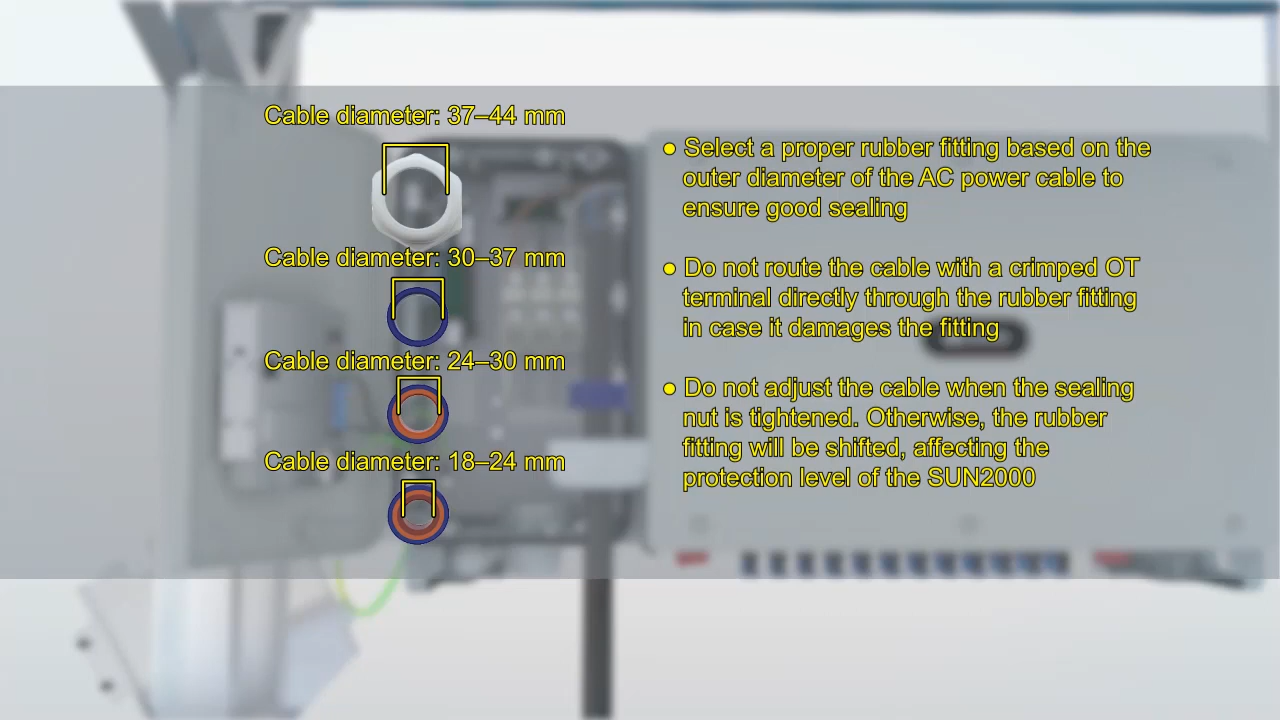 Cable diameter: 37–44 mm
Cable diameter: 30–37 mm
Cable diameter: 24–30 mm
Cable diameter: 18–24 mm
● Select a proper rubber fitting based on the
outer diameter of the AC power cable to
ensure good sealing
● Do not route the cable with a crimped OT
terminal directly through the rubber fitting
in case it damages the fitting
● Do not adjust the cable when the sealing
nut is tightened. Otherwise, the rubber
fitting will be shifted, affecting the
protection level of the SUN2000